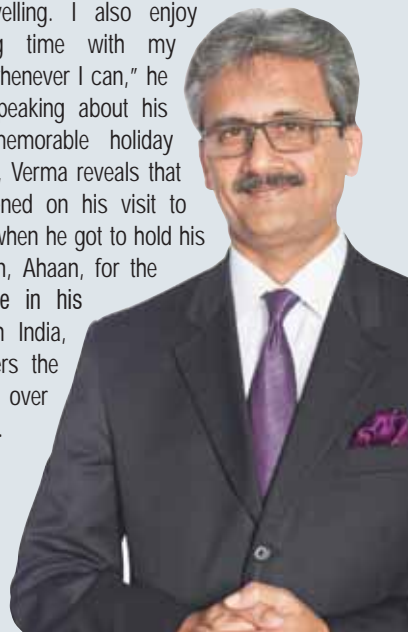 velling. I also enjoy
g time with my
henever I can," he
peaking about his
nemorable holiday
, Verma reveals that
ned on his visit to
when he got to hold his
n, Ahaan, for the
e in his
n India,
ers the
over
.